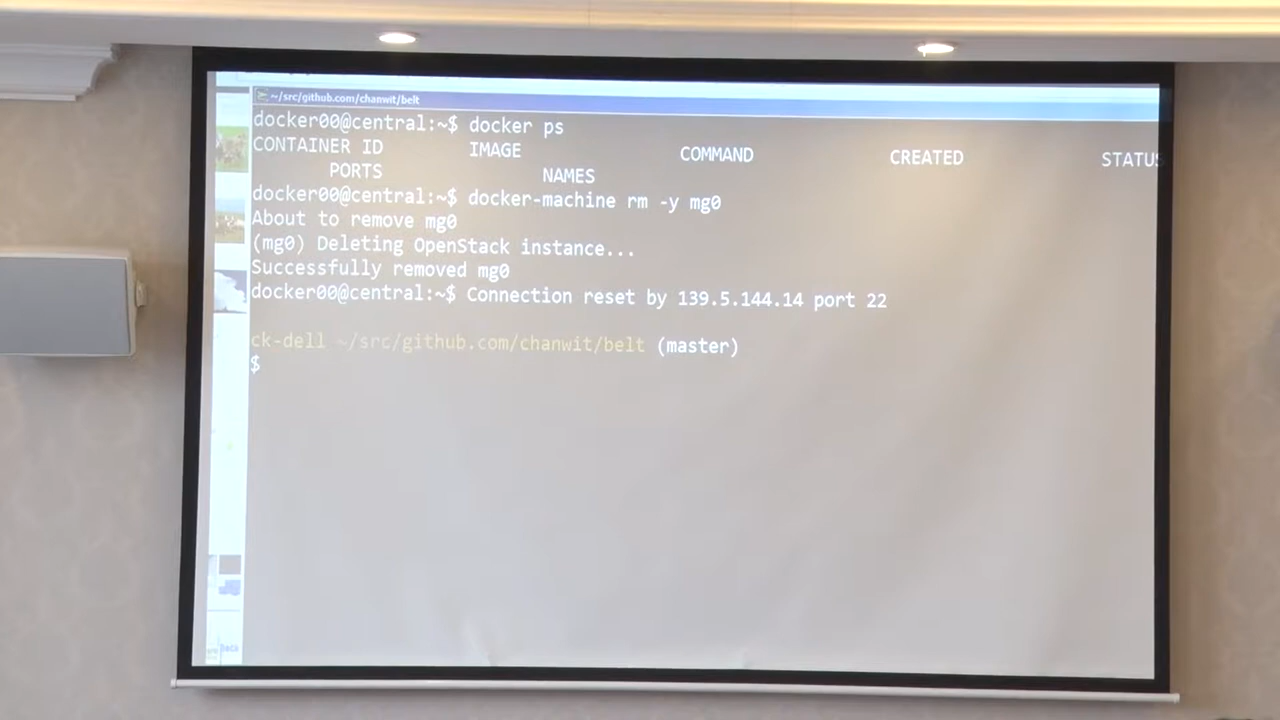 ~/src/github.com/chanwit/belt
docker00@central:~$ docker ps
CONTAINER ID IMAGE COMMAND CREATED STATUS
PORTS NAMES
docker00@central:~$ docker-machine rm -y mg0
About to remove mg0
(mg0) Deleting OpenStack instance...
Successfully removed mg0
docker00@central:~$ Connection reset by 139.5.144.14 port 22
ck-dell ~/src/github.com/chanwit/belt (master)
$